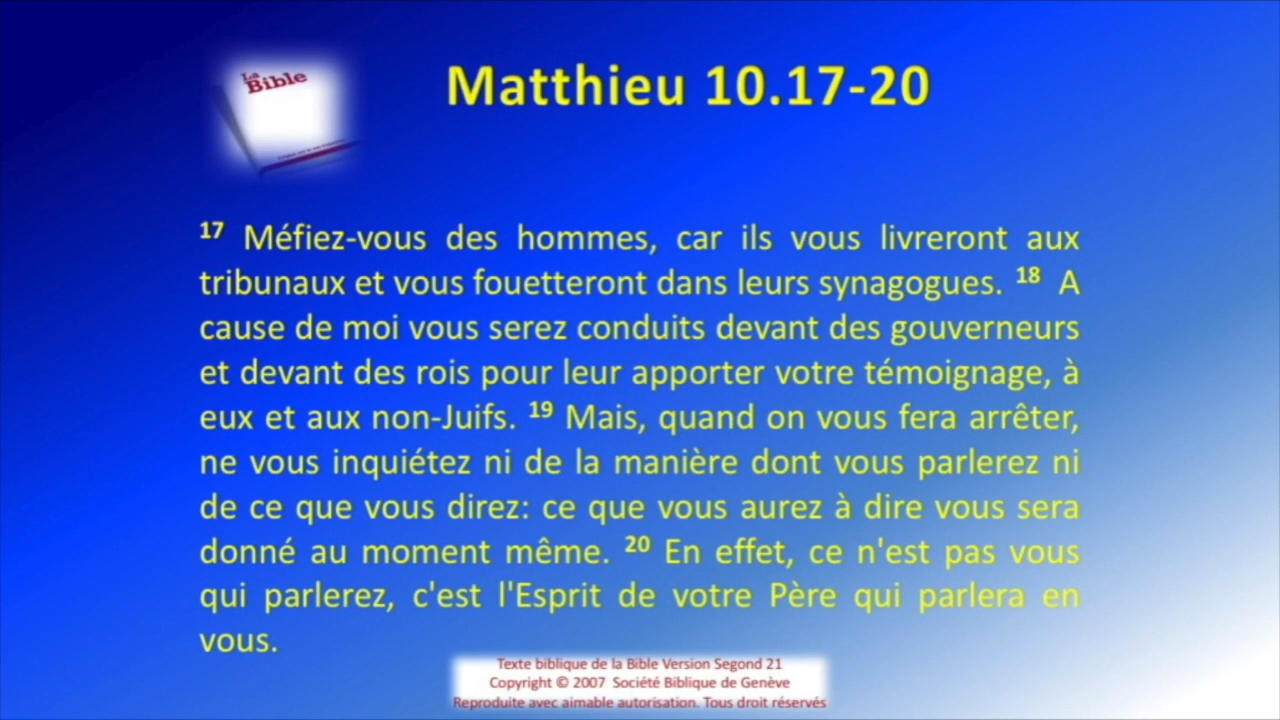 La
Bible
Matthieu 10.17-20
17 Méfiez-vous des hommes, car ils vous livreront aux
tribunaux et vous fouetteront dans leurs synagogues. 18 A
cause de moi vous serez conduits devant des gouverneurs
et devant des rois pour leur apporter votre témoignage, à
eux et aux non-Juifs. 19 Mais, quand on vous fera arrêter,
ne vous inquiétez ni de la manière dont vous parlerez ni
de ce que vous direz: ce que vous aurez à dire vous sera
donné au moment même. 20 En effet, ce n'est pas vous
qui parlerez, c'est l'Esprit de votre Père qui parlera en
vous.
Texte biblique de la Bible Version Segond 21
Copyright © 2007 Société Biblique de Genève
Reproduite avec aimable autorisation. Tous droit réservés